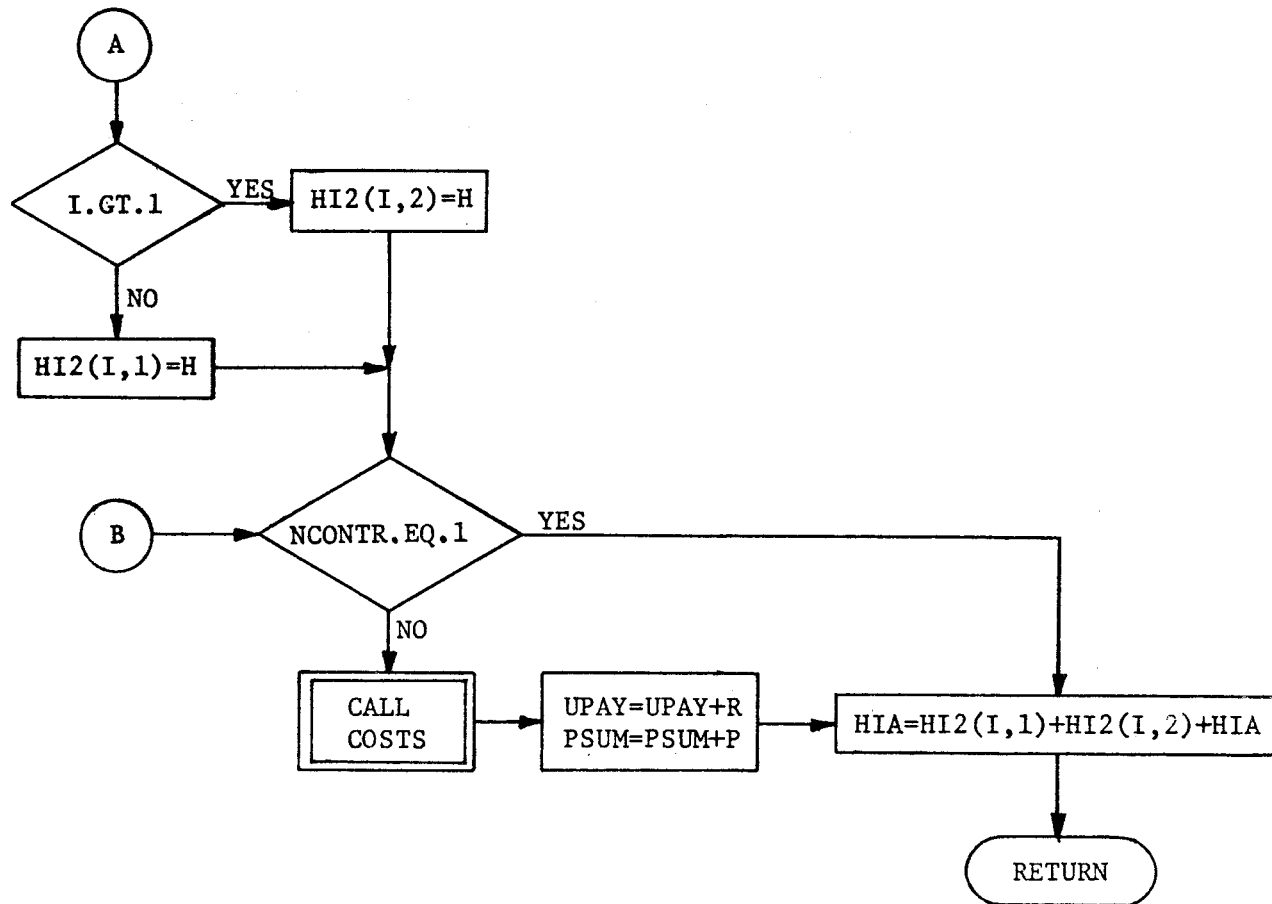 A
I.GT.1
YES
HI2(I,2)=H
NO
HI2(I,1)=H
B
NCONTR.EQ.1
YES
NO
CALL
COSTS
UPAY=UPAY+R
PSUM=PSUM+P
HIA=HI2(I,1)+HI2(I,2)+HIA
RETURN